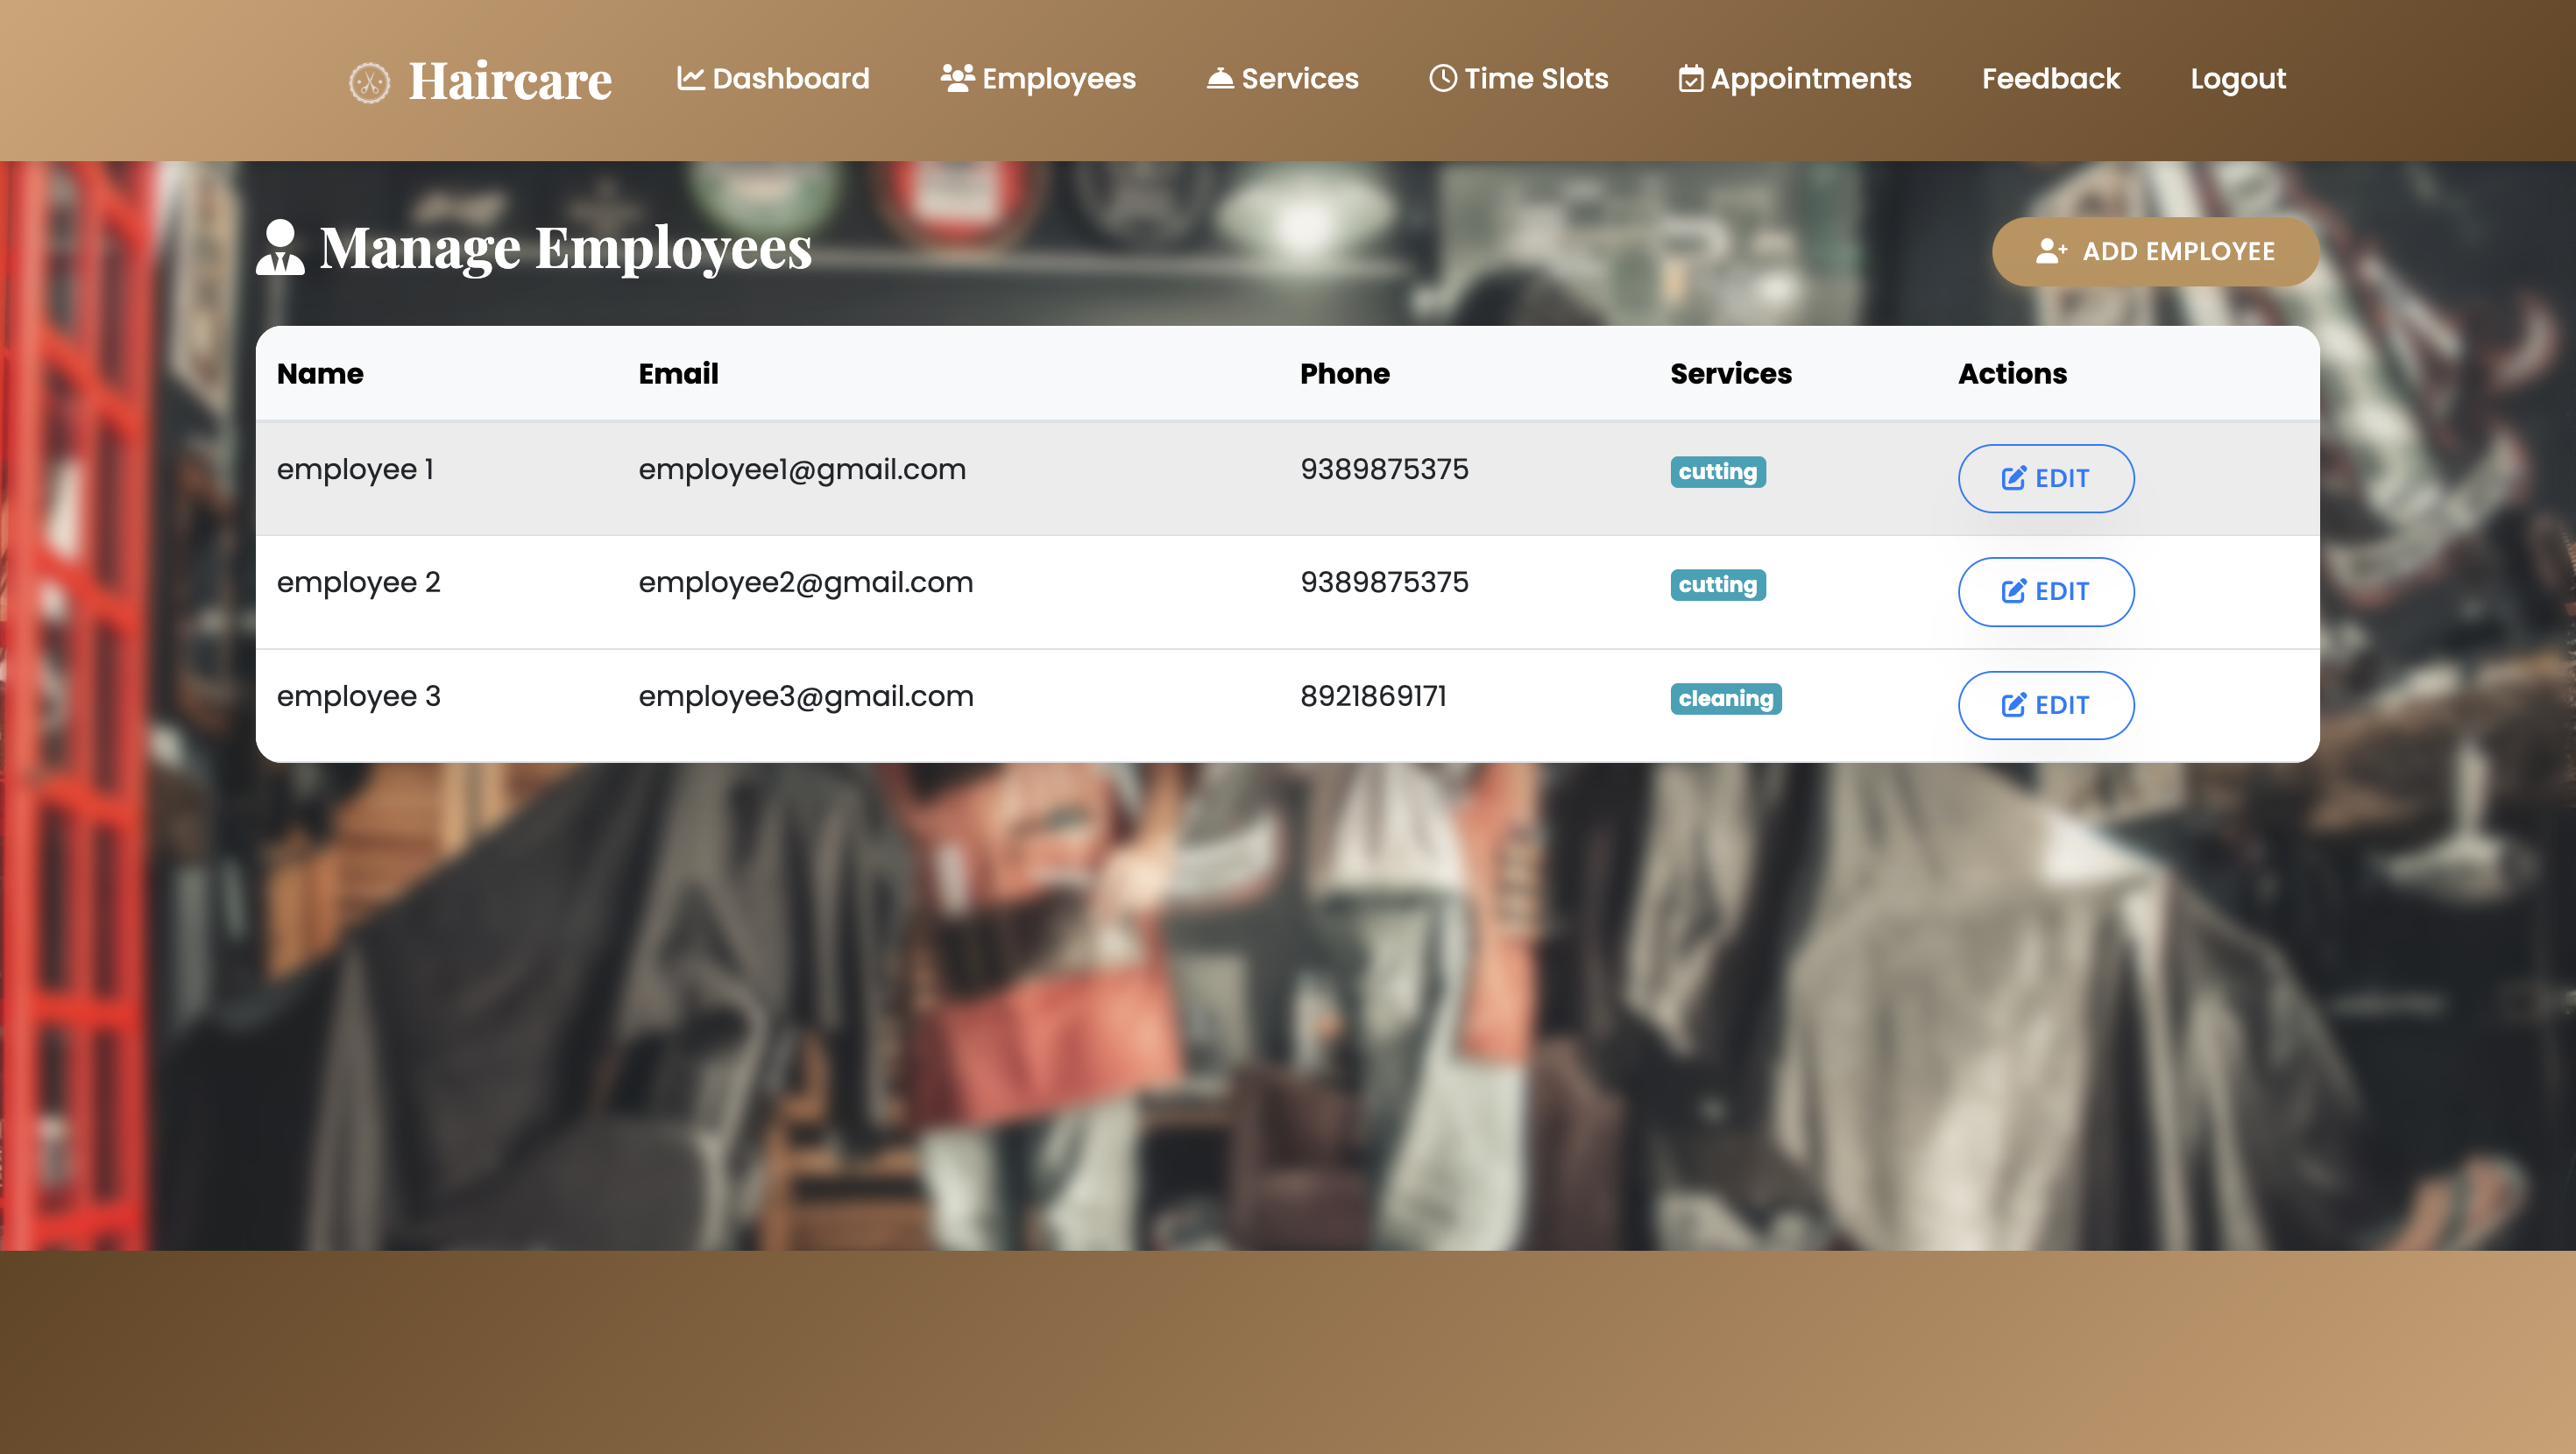 Haircare Dashboard Employees Services Time Slots Appointments Feedback Logout
Manage Employees ADD EMPLOYEE
Name Email Phone Services Actions
employee 1 employee1@gmail.com 9389875375 cutting EDIT
employee 2 employee2@gmail.com 9389875375 cutting EDIT
employee 3 employee3@gmail.com 8921869171 cleaning EDIT